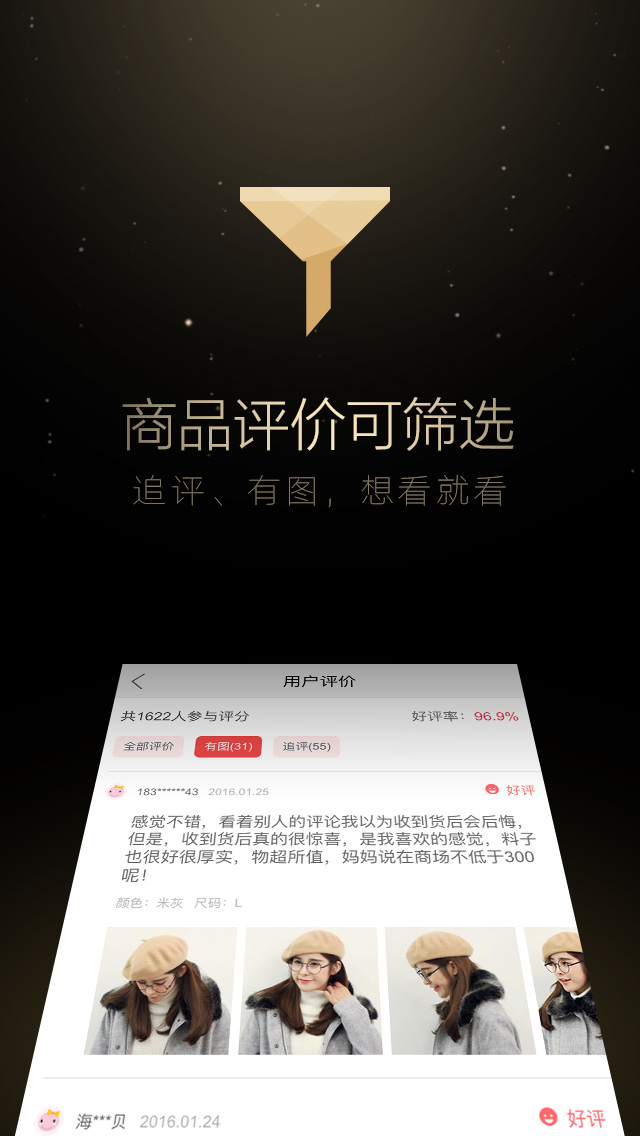 商品评价可筛选
追评、有图，想看就看
用户评价
共1622人参与评分 好评率：96.9%
全部评价 有图(31) 追评(55)
183******43 2016.01.25 好评
感觉不错，看着别人的评论我以为收到货后会后悔，
但是，收到货后真的很惊喜，是我喜欢的感觉，料子
也很好很厚实，物超所值，妈妈说在商场不低于300
呢！
颜色：米灰 尺码：L
海***贝 2016.01.24 好评